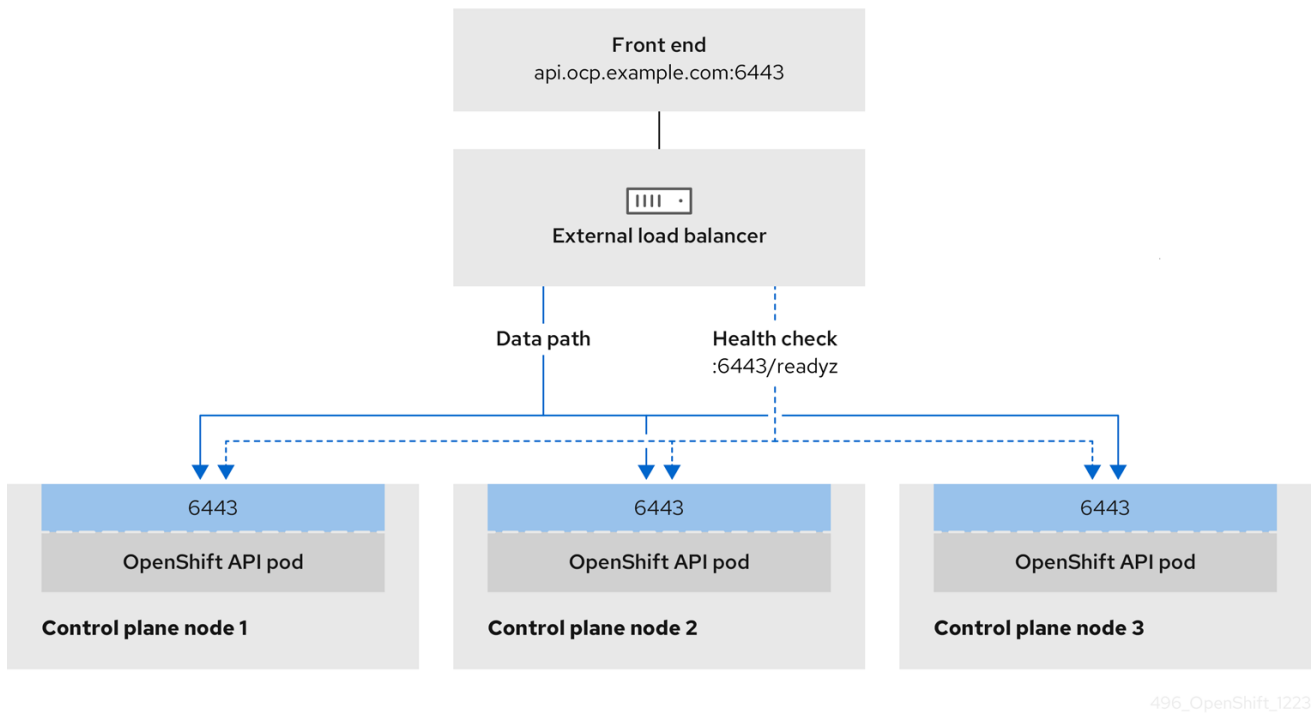 Front end
api.ocp.example.com:6443
External load balancer
Data path
Health check
:6443/readyz
6443
OpenShift API pod
Control plane node 1
6443
OpenShift API pod
Control plane node 2
6443
OpenShift API pod
Control plane node 3
496_OpenShift_1223